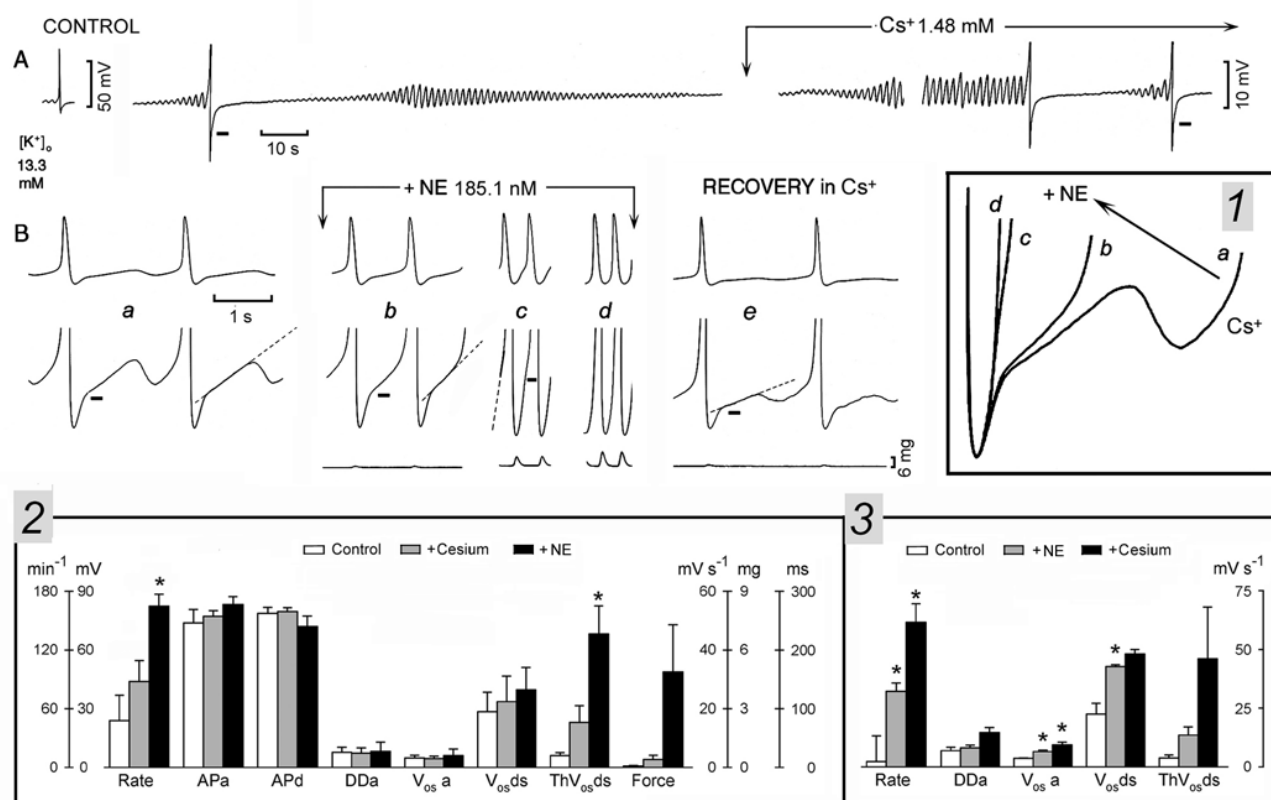 CONTROL
·Cs⁺ 1.48 mM
A
50 mV
10 s
10 mV
[K⁺]ₒ
13.3
mM
+ NE 185.1 nM
RECOVERY in Cs⁺
B
a
b
c
d
e
1 s
6 mg
1
+ NE
d
c
b
a
Cs⁺
2
Control
+Cesium
+NE
min⁻¹ mV
mV s⁻¹ mg ms
180 90
60 9 300
120 60
40 6 200
60 30
20 3 100
0 0
0 0 0
*
*
Rate APa APd DDa Vₒₛ a Vₒₛds ThVₒₛds Force
3
Control
+NE
+Cesium
mV s⁻¹
75
50
25
0
* * * * *
Rate DDa Vₒₛ a Vₒₛds ThVₒₛds